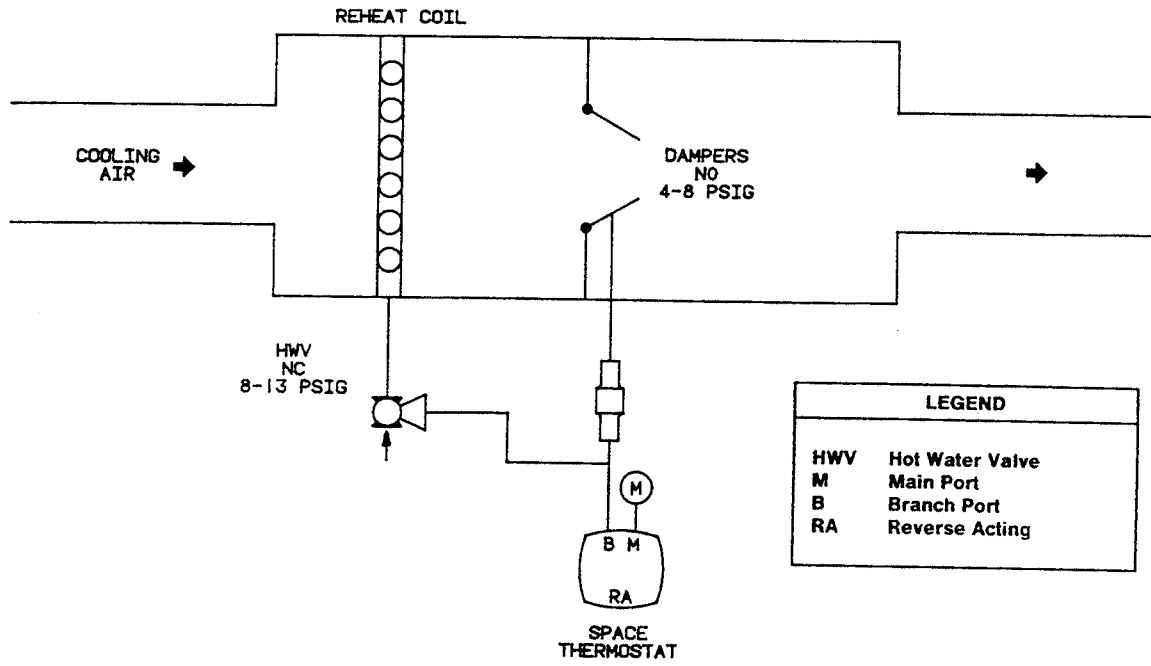 REHEAT COIL
COOLING
AIR
DAMPERS
NO
4-8 PSIG
HWV
NC
8-13 PSIG
M
B M
RA
SPACE
THERMOSTAT
LEGEND
HWV Hot Water Valve
M Main Port
B Branch Port
RA Reverse Acting